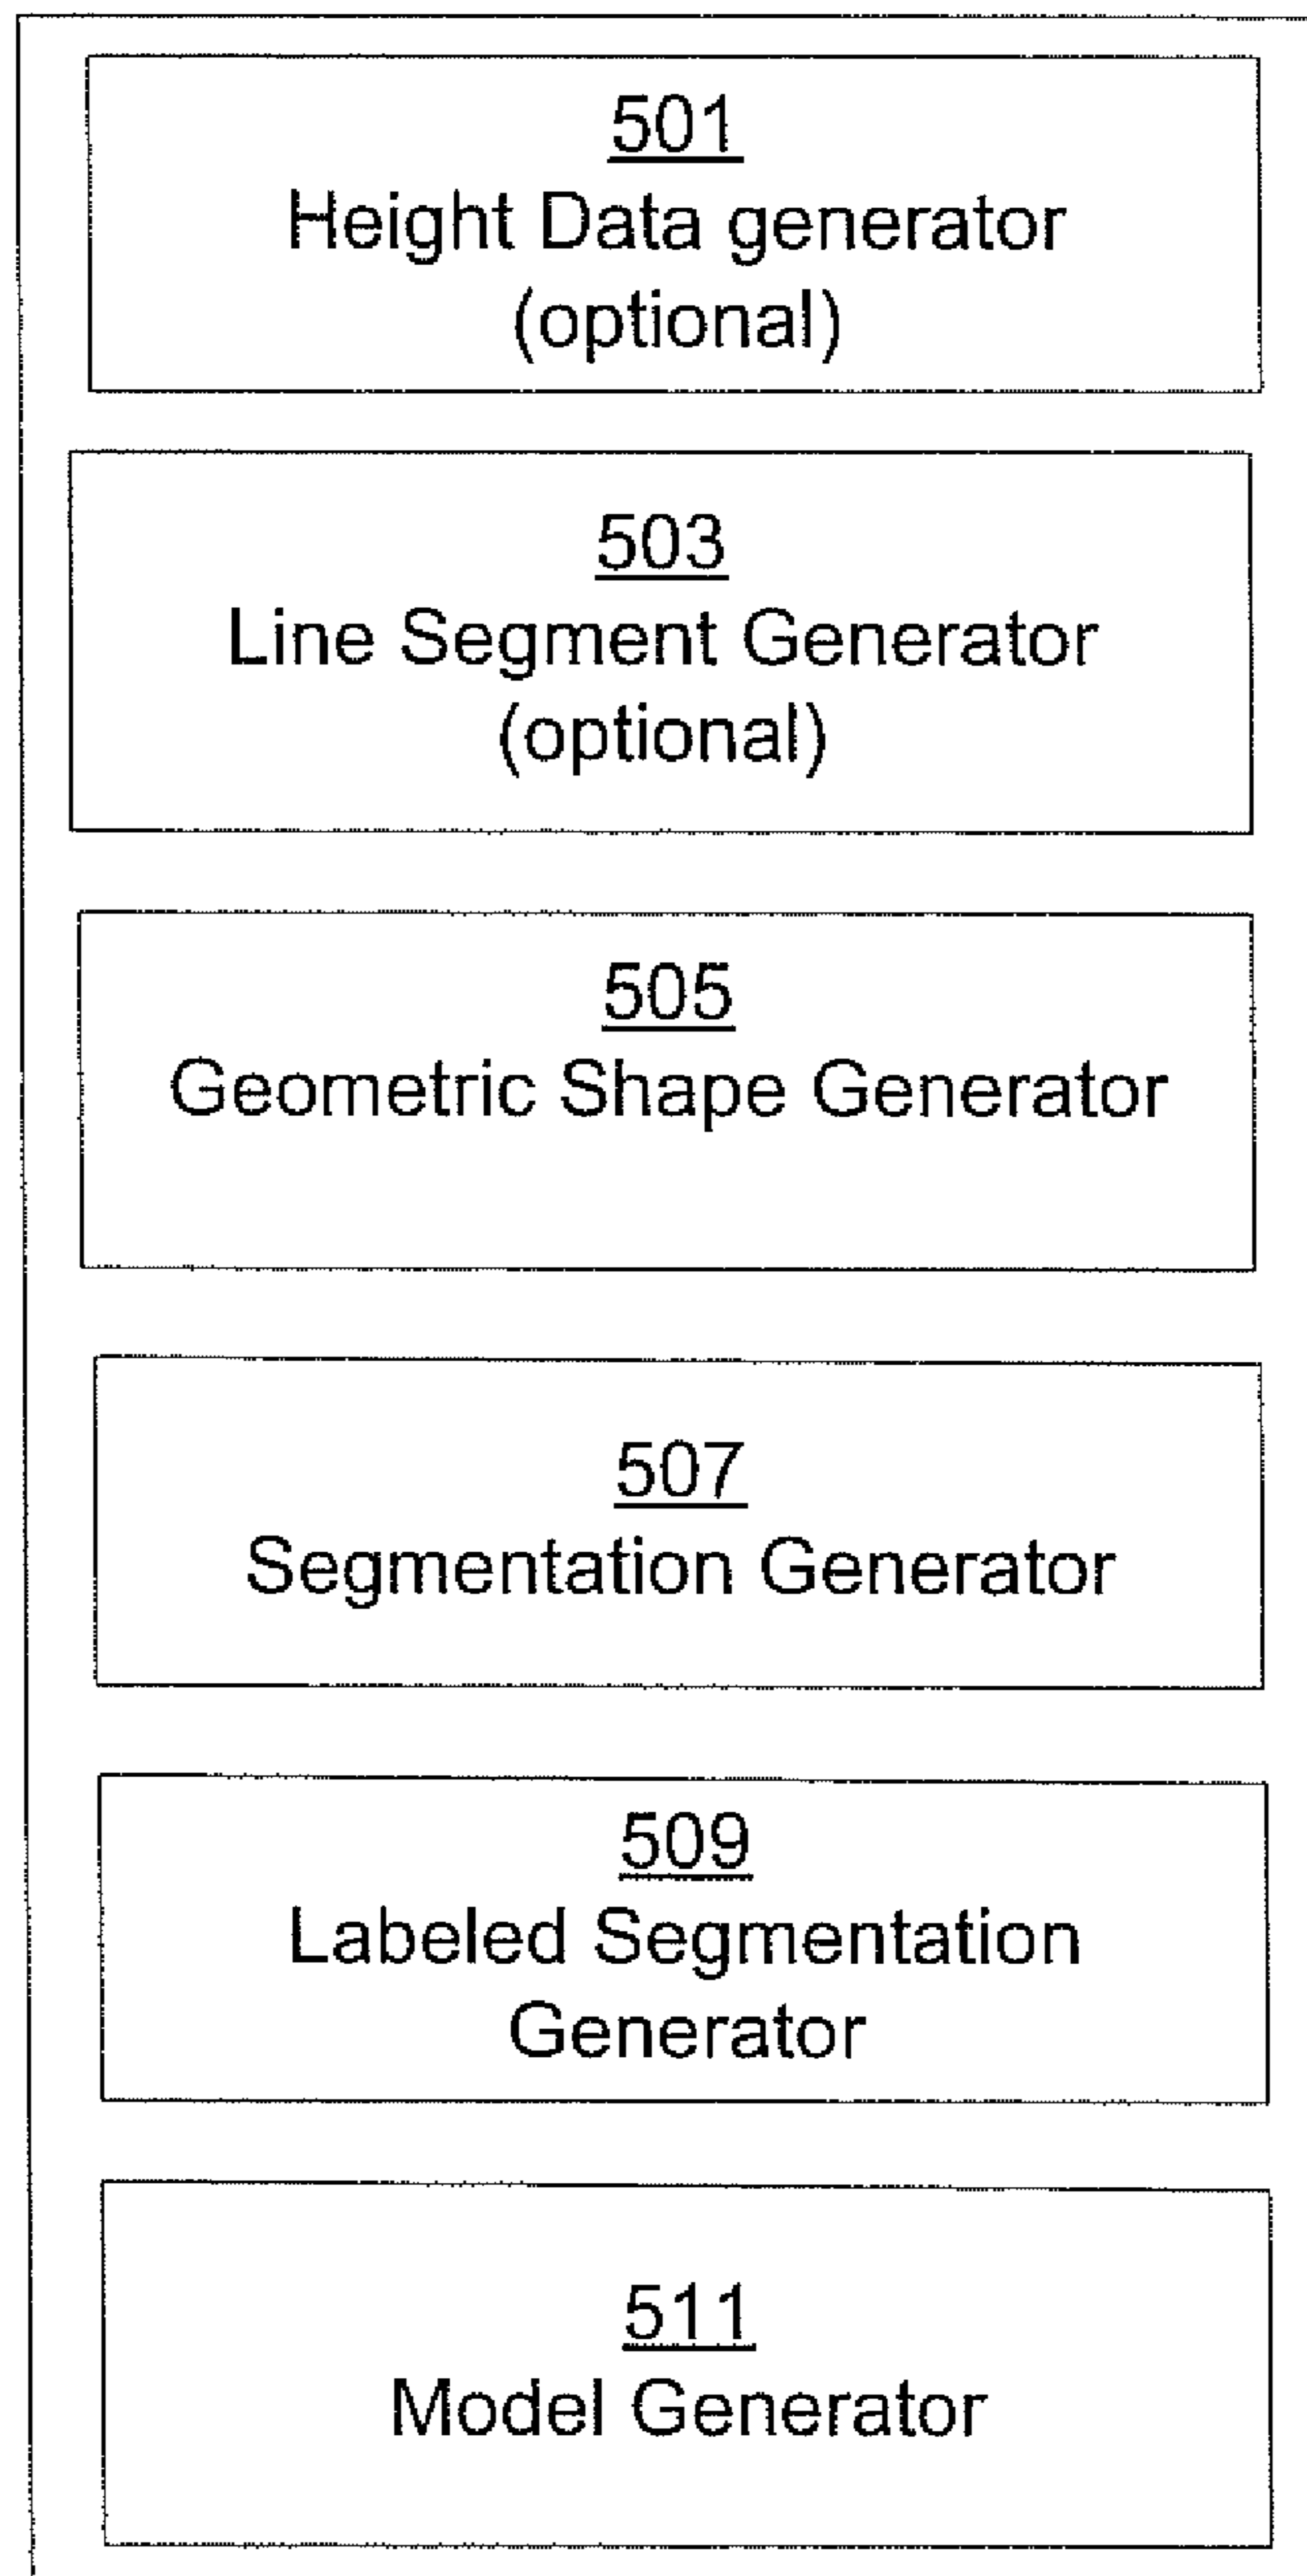 501
Height Data generator
(optional)
503
Line Segment Generator
(optional)
505
Geometric Shape Generator
507
Segmentation Generator
509
Labeled Segmentation
Generator
511
Model Generator